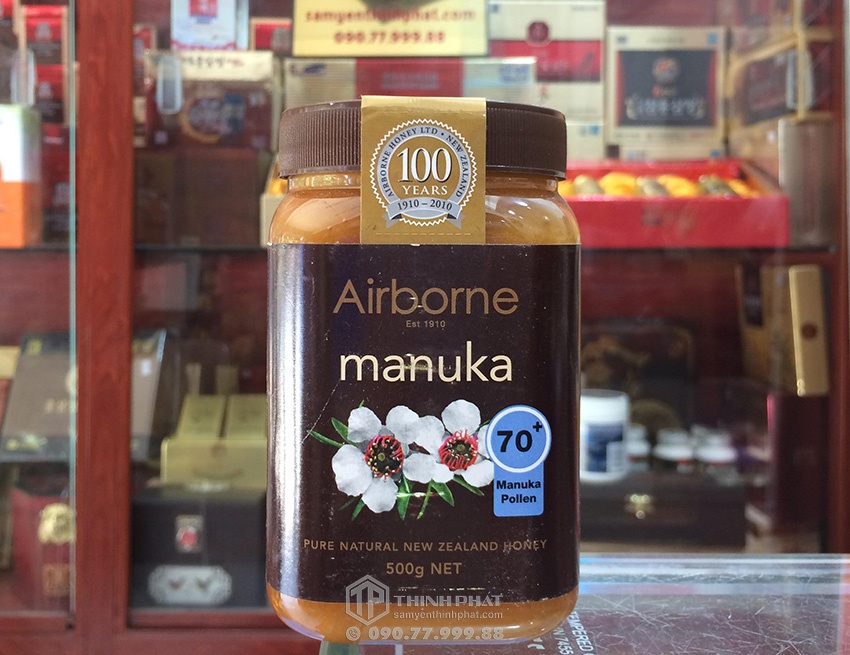 samyenthinhphat.com
090.77.999.88
AIRBORNE HONEY LTD • NEW ZEALAND
100
YEARS
1910 – 2010
Airborne
Est 1910
manuka
70+
Manuka
Pollen
PURE NATURAL NEW ZEALAND HONEY
500g NET
THINH PHAT
samyenthinhphat.com
090.77.999.88